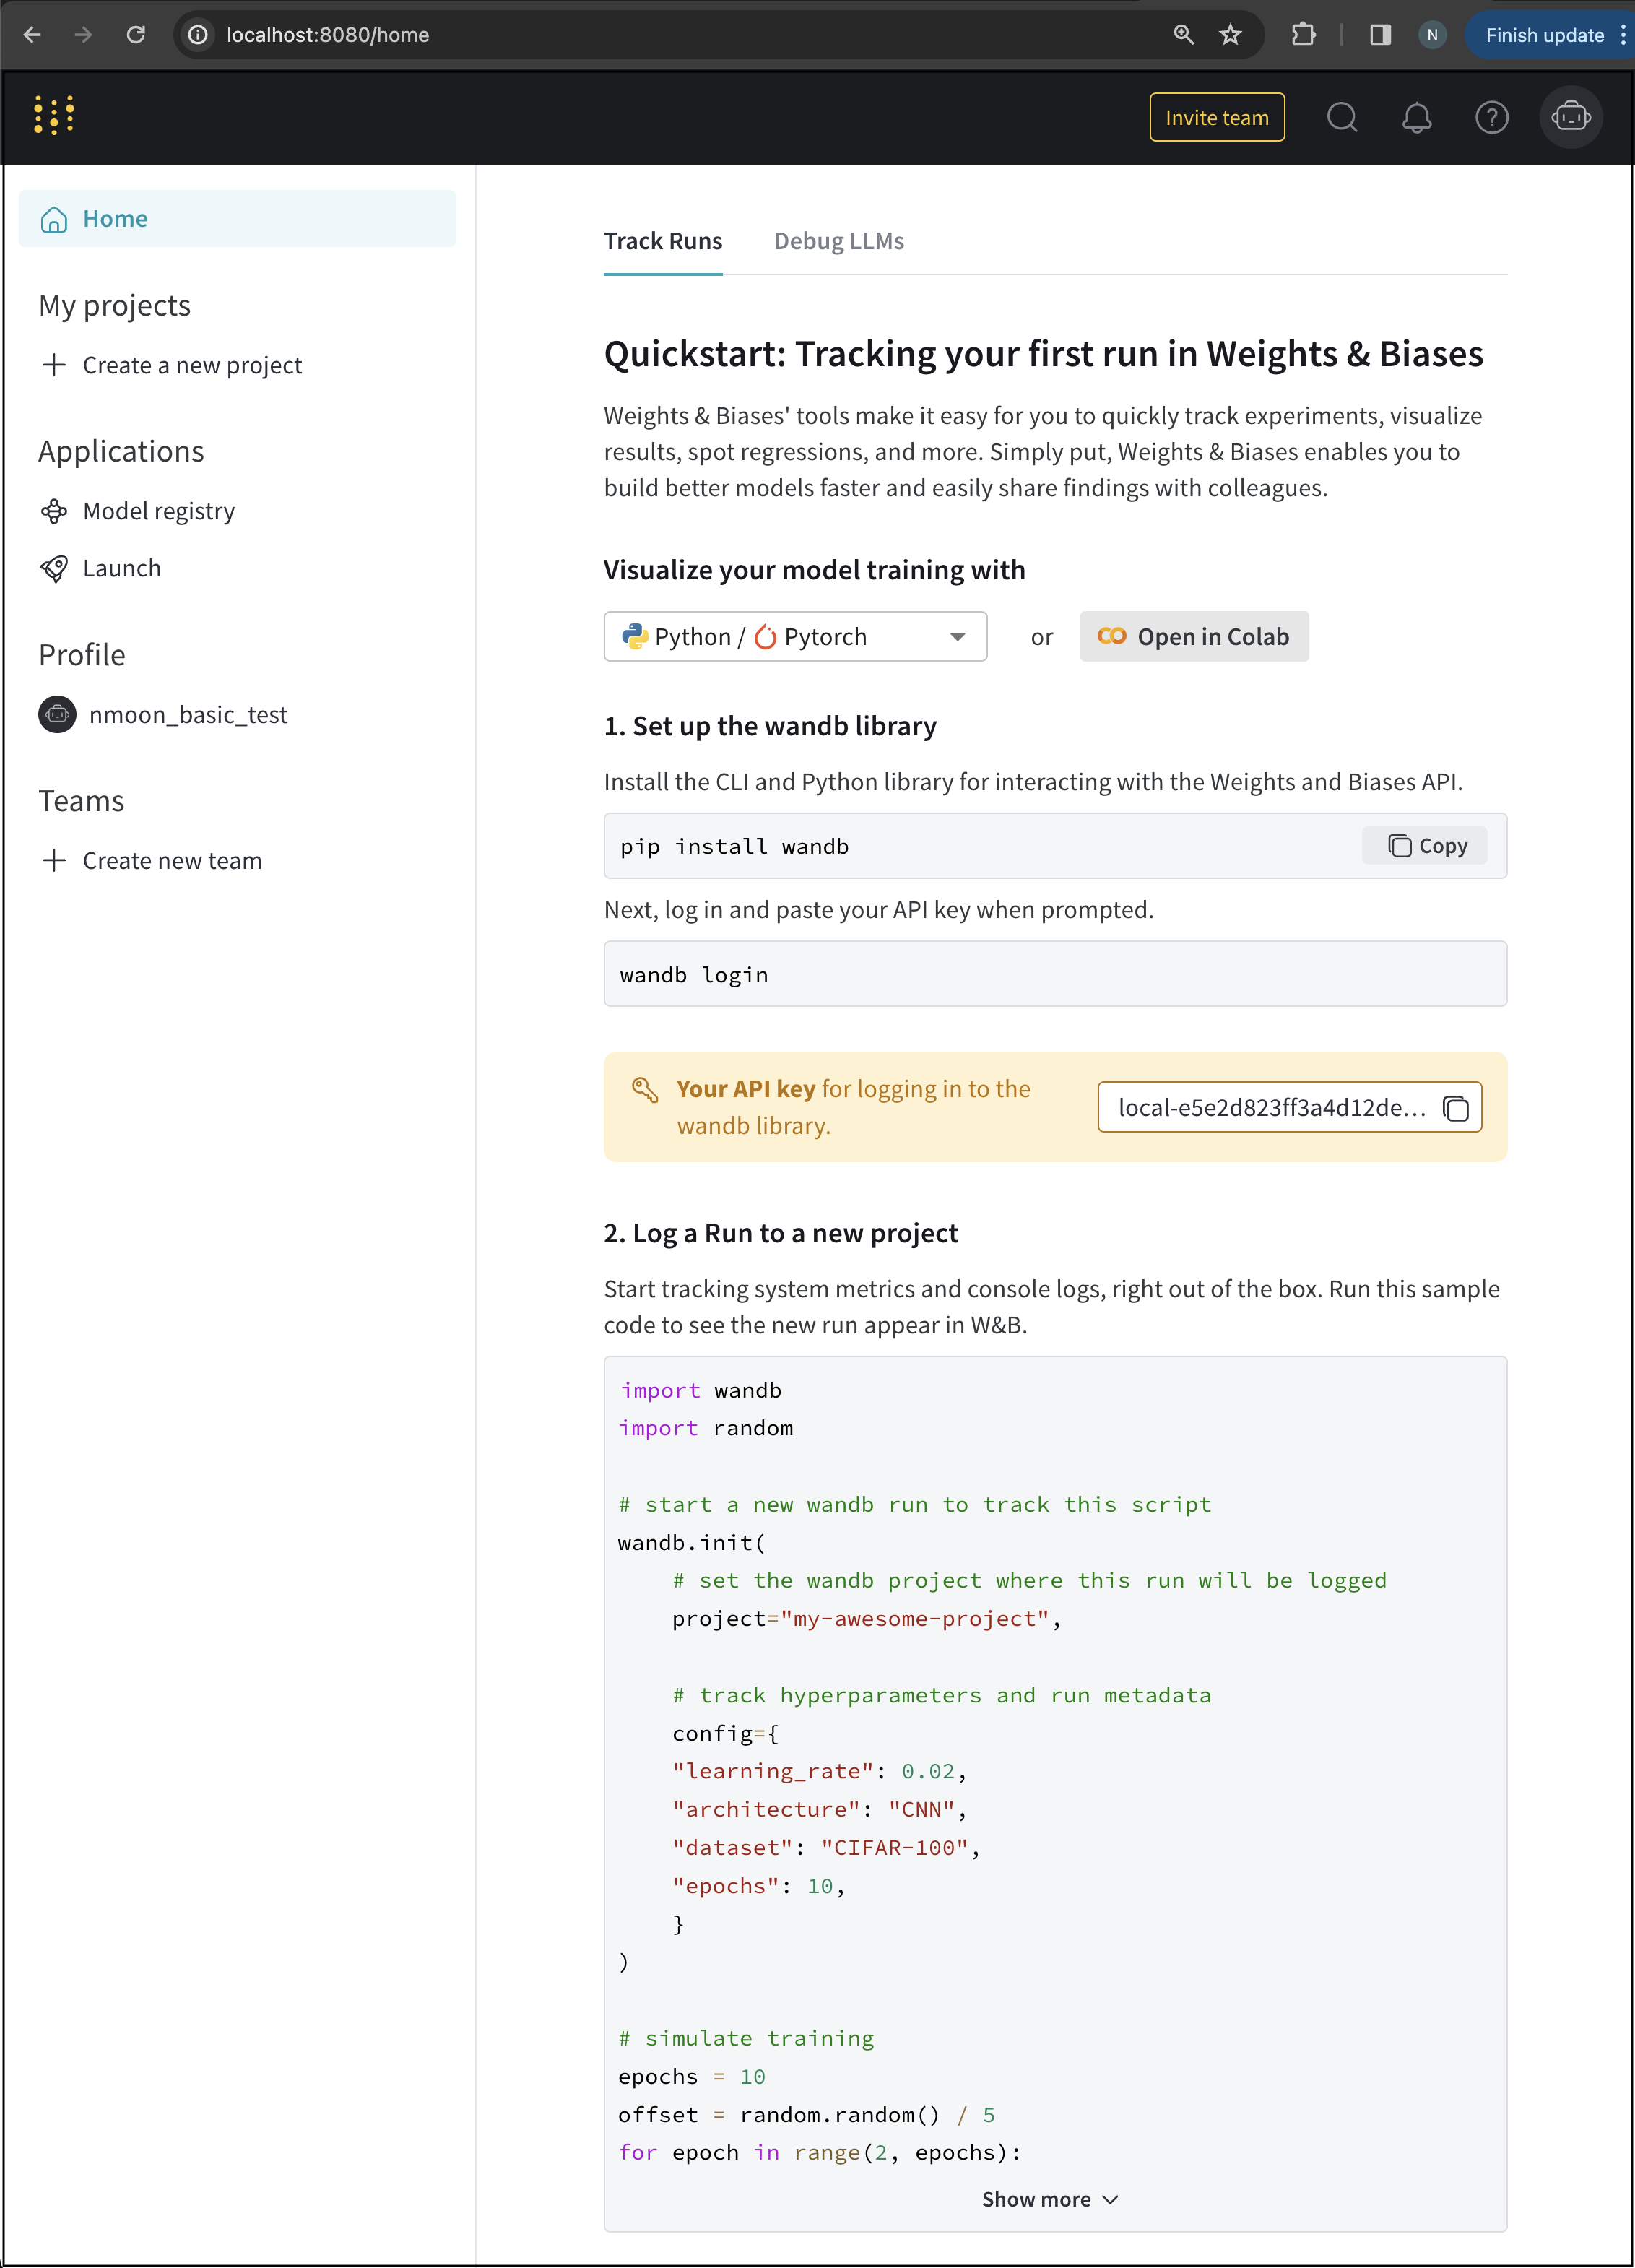 localhost:8080/home
N
Finish update
Invite team
Home
My projects
Create a new project
Applications
Model registry
Launch
Profile
nmoon_basic_test
Teams
Create new team
Track Runs
Debug LLMs
Quickstart: Tracking your first run in Weights & Biases
Weights & Biases' tools make it easy for you to quickly track experiments, visualize
results, spot regressions, and more. Simply put, Weights & Biases enables you to
build better models faster and easily share findings with colleagues.
Visualize your model training with
Python / Pytorch
or
Open in Colab
1. Set up the wandb library
Install the CLI and Python library for interacting with the Weights and Biases API.
pip install wandb
Copy
Next, log in and paste your API key when prompted.
wandb login
Your API key for logging in to the
wandb library.
local-e5e2d823ff3a4d12de...
2. Log a Run to a new project
Start tracking system metrics and console logs, right out of the box. Run this sample
code to see the new run appear in W&B.
import wandb
import random
# start a new wandb run to track this script
wandb.init(
    # set the wandb project where this run will be logged
    project="my-awesome-project",
    # track hyperparameters and run metadata
    config={
    "learning_rate": 0.02,
    "architecture": "CNN",
    "dataset": "CIFAR-100",
    "epochs": 10,
    }
)
# simulate training
epochs = 10
offset = random.random() / 5
for epoch in range(2, epochs):
Show more